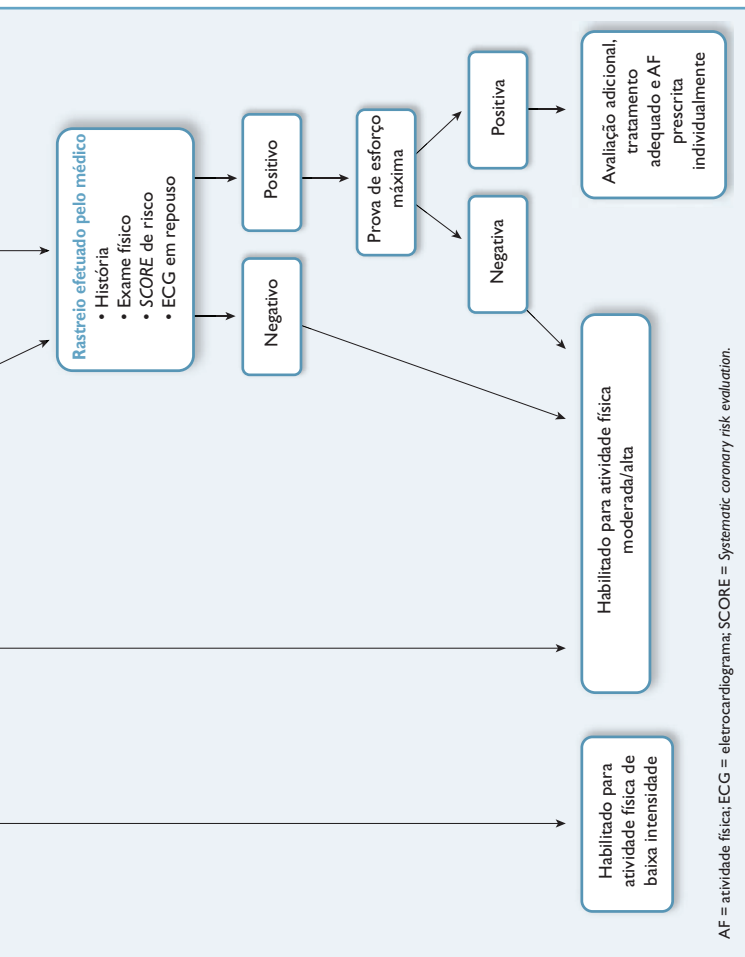 Rastreio efetuado pelo médico
• História
• Exame físico
• SCORE de risco
• ECG em repouso
Negativo
Positivo
Prova de esforço
máxima
Negativa
Positiva
Habilitado para
atividade física de
baixa intensidade
Habilitado para atividade física
moderada/alta
Avaliação adicional,
tratamento
adequado e AF
prescrita
individualmente
AF = atividade física; ECG = eletrocardiograma; SCORE = Systematic coronary risk evaluation.